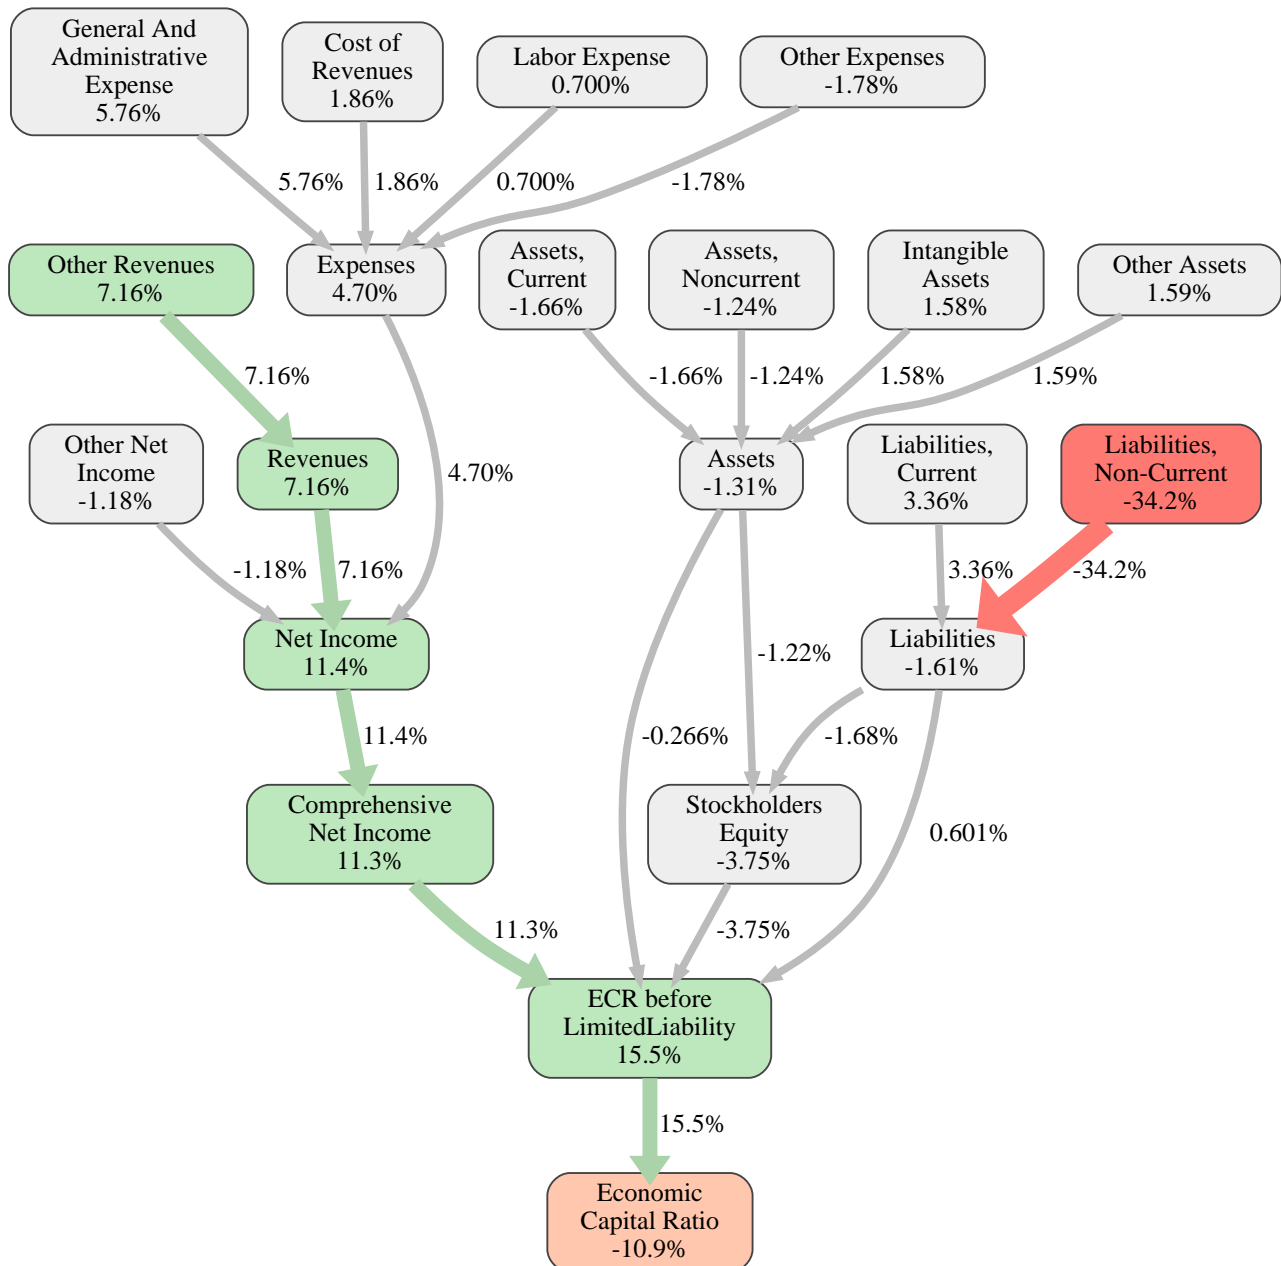 General And
Administrative
Expense
5.76%
Cost of
Revenues
1.86%
Labor Expense
0.700%
Other Expenses
-1.78%
5.76%
1.86%
0.700%
-1.78%
Other Revenues
7.16%
Expenses
4.70%
Assets,
Current
-1.66%
Assets,
Noncurrent
-1.24%
Intangible
Assets
1.58%
Other Assets
1.59%
7.16%
-1.66%
-1.24%
1.58%
1.59%
Other Net
Income
-1.18%
Revenues
7.16%
4.70%
Assets
-1.31%
Liabilities,
Current
3.36%
Liabilities,
Non-Current
-34.2%
-1.18%
7.16%
3.36%
-34.2%
Net Income
11.4%
-1.22%
Liabilities
-1.61%
11.4%
-0.266%
-1.68%
Comprehensive
Net Income
11.3%
Stockholders
Equity
-3.75%
0.601%
11.3%
-3.75%
ECR before
LimitedLiability
15.5%
15.5%
Economic
Capital Ratio
-10.9%